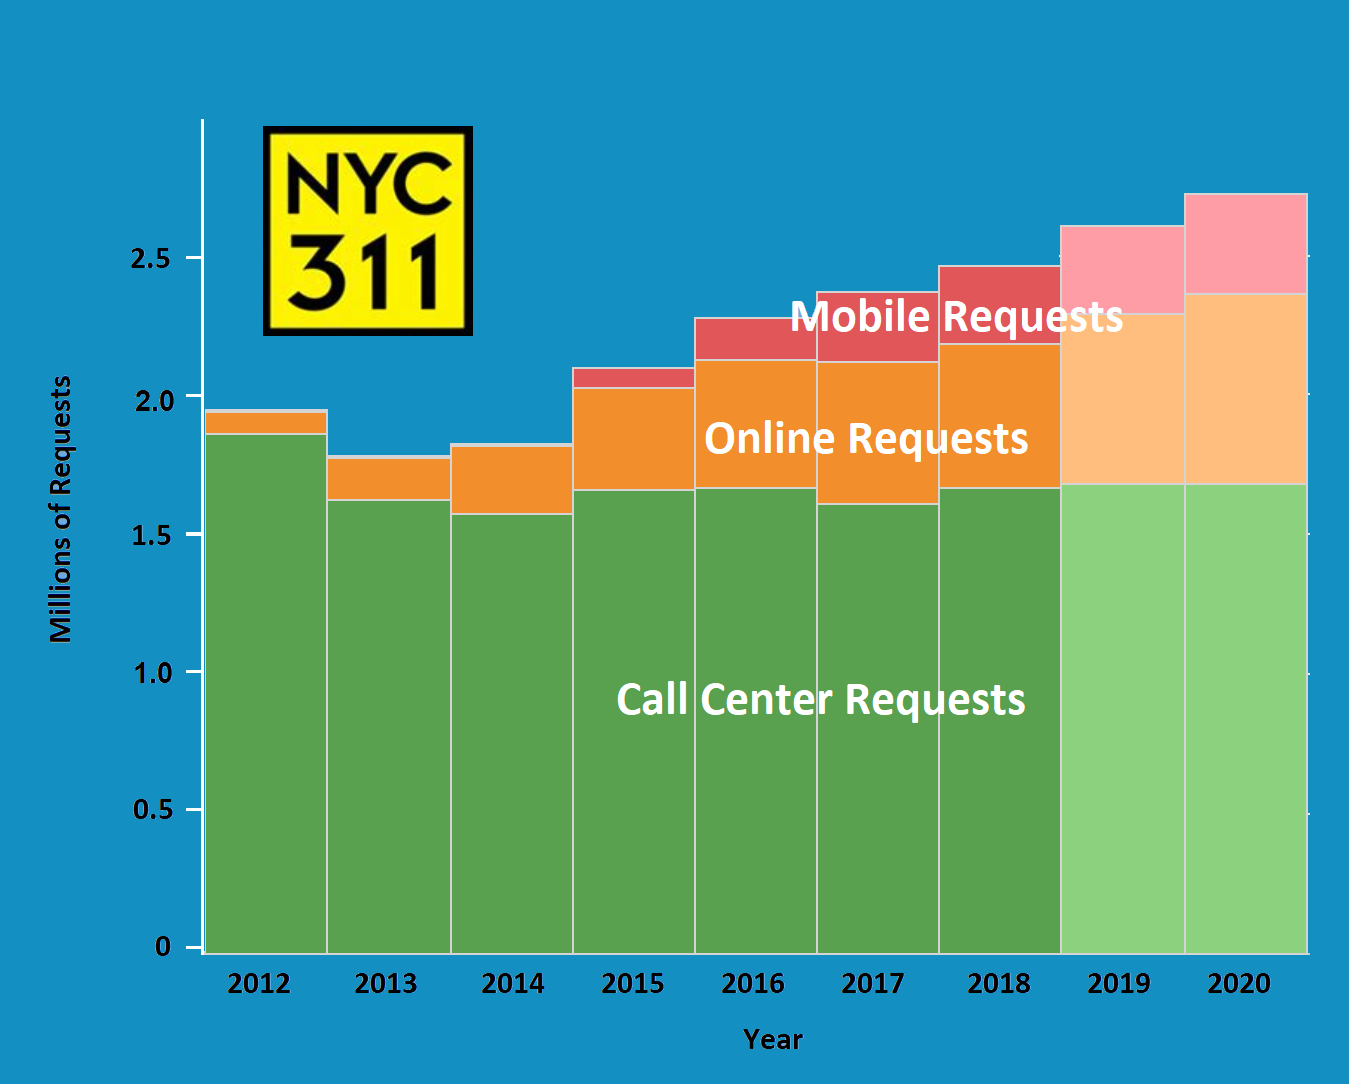 NYC
311
2.5
2.0
1.5
1.0
0.5
0
Millions of Requests
Mobile Requests
Online Requests
Call Center Requests
2012 2013 2014 2015 2016 2017 2018 2019 2020
Year